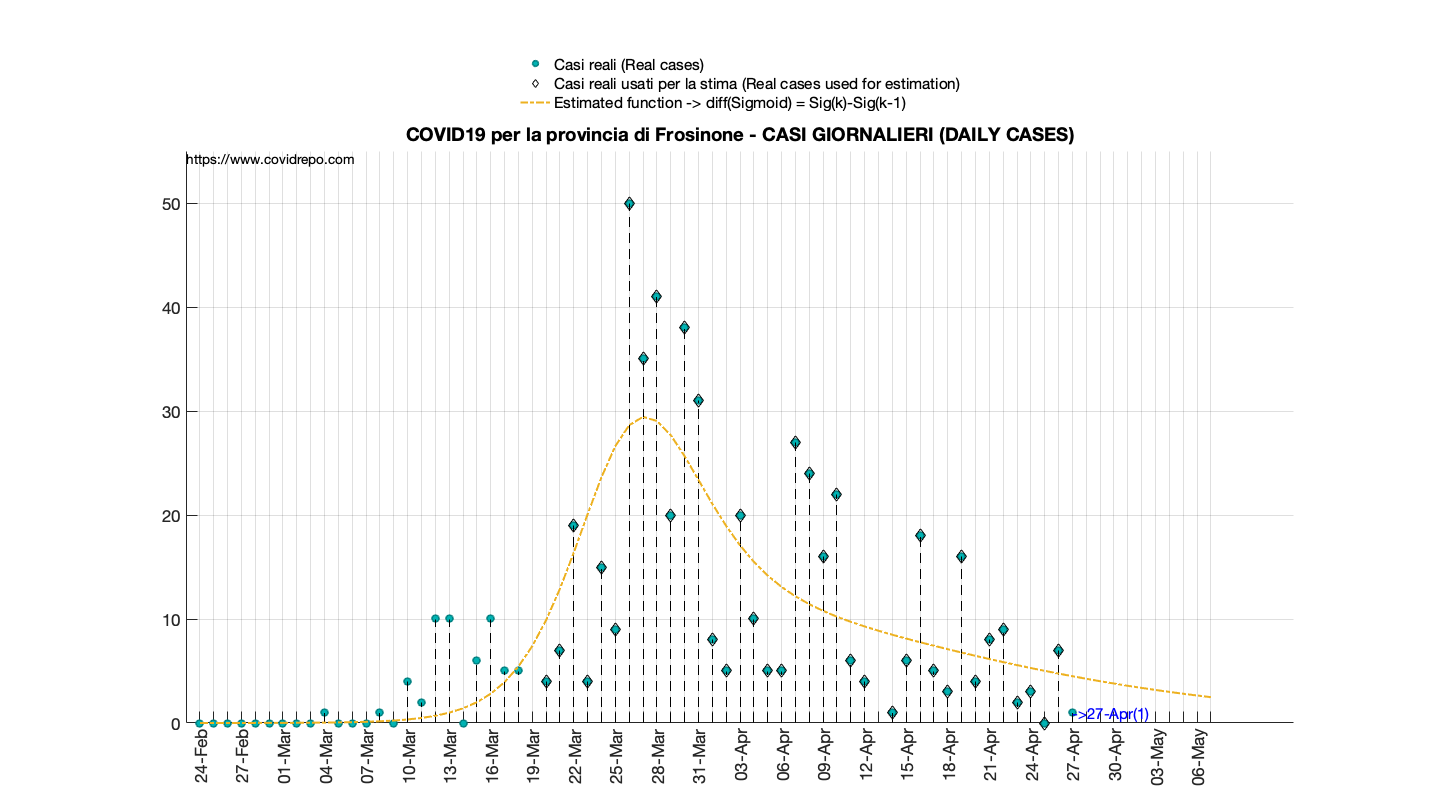 Casi reali (Real cases)
Casi reali usati per la stima (Real cases used for estimation)
Estimated function -> diff(Sigmoid) = Sig(k)-Sig(k-1)
COVID19 per la provincia di Frosinone - CASI GIORNALIERI (DAILY CASES)
https://www.covidrepo.com
50
40
30
20
10
0
->27-Apr(1)
24-Feb
27-Feb
01-Mar
04-Mar
07-Mar
10-Mar
13-Mar
16-Mar
19-Mar
22-Mar
25-Mar
28-Mar
31-Mar
03-Apr
06-Apr
09-Apr
12-Apr
15-Apr
18-Apr
21-Apr
24-Apr
27-Apr
30-Apr
03-May
06-May